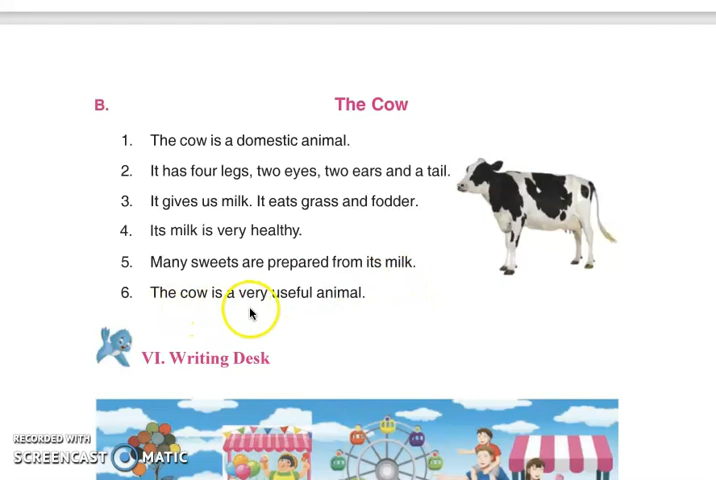 B. The Cow
1. The cow is a domestic animal.
2. It has four legs, two eyes, two ears and a tail.
3. It gives us milk. It eats grass and fodder.
4. Its milk is very healthy.
5. Many sweets are prepared from its milk.
6. The cow is a very useful animal.
VI. Writing Desk
RECORDED WITH
SCREENCAST MATIC